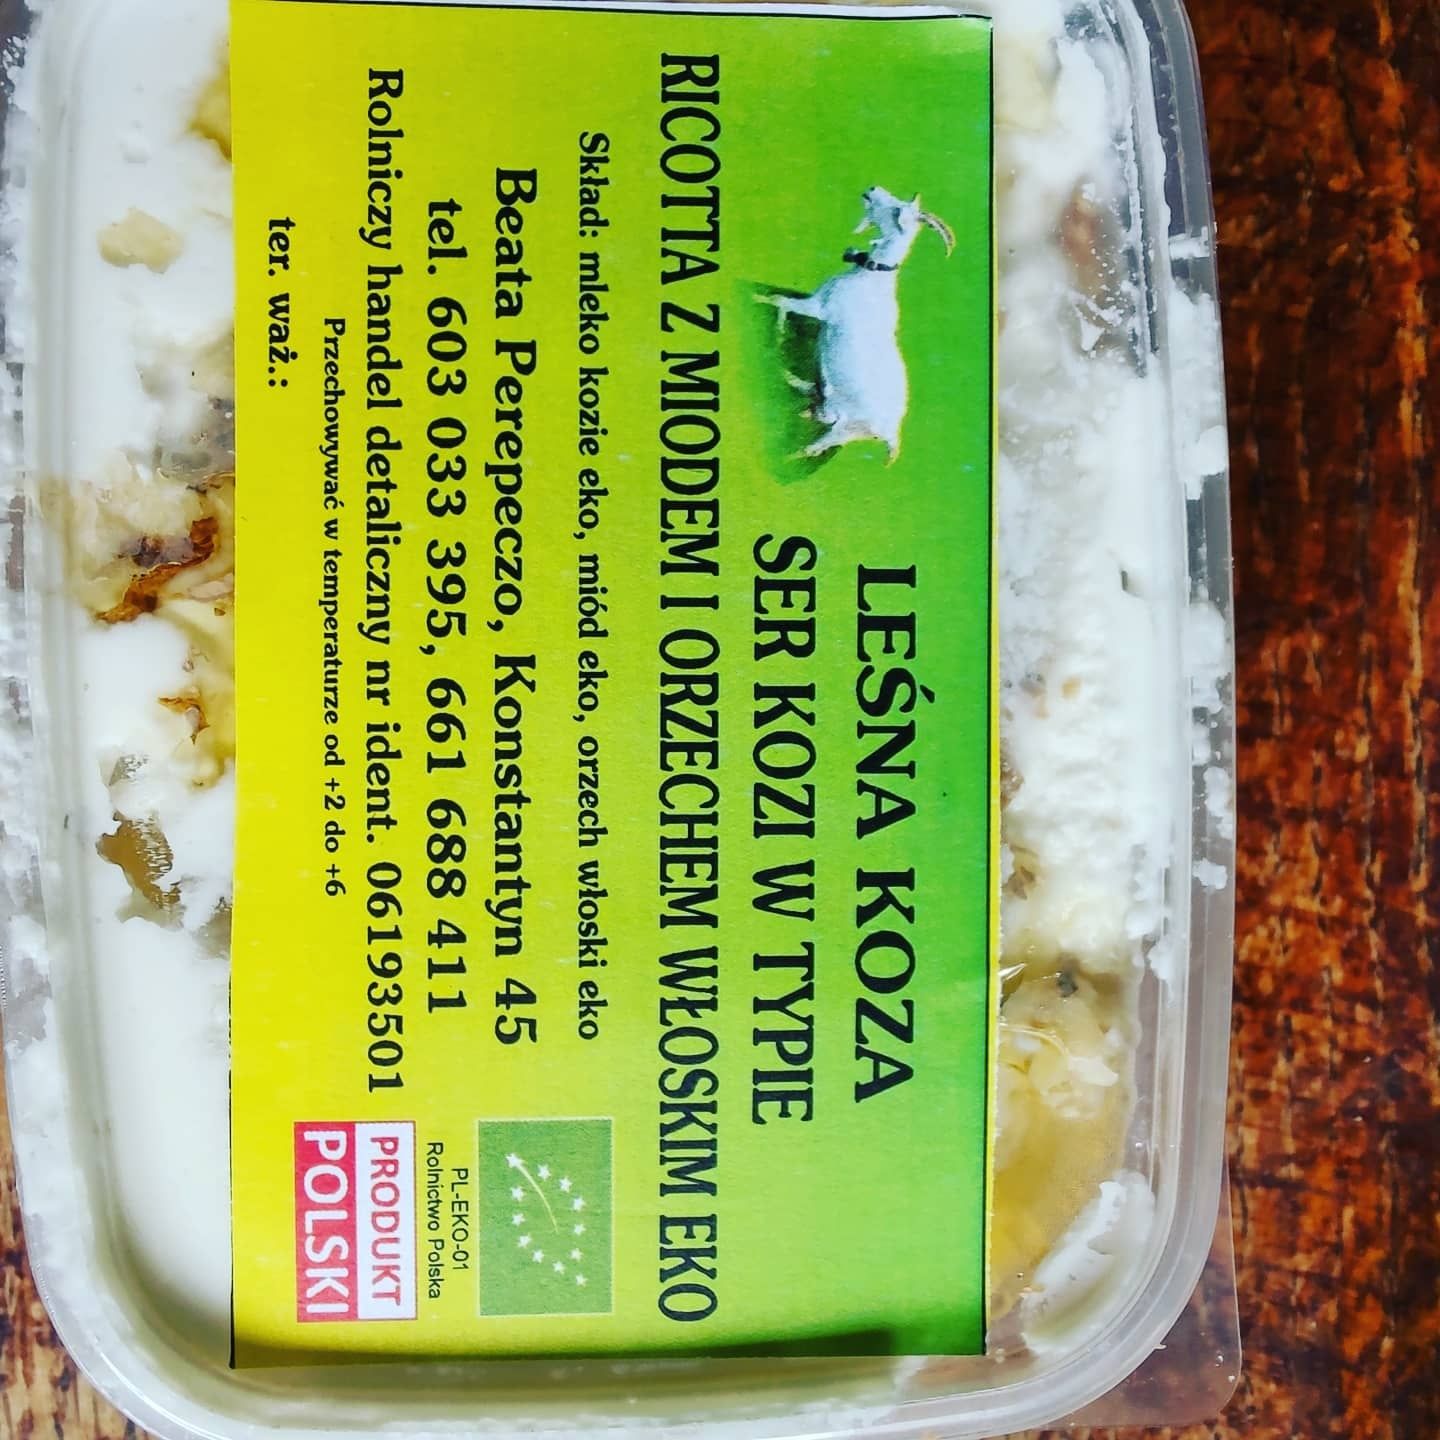 LEŚNA KOZA
SER KOZI W TYPIE
RICOTTA Z MIODEM I ORZECHEM WŁOSKIM EKO
Skład: mleko kozie eko, miód eko, orzech włoski eko
Beata Perepeczo, Konstantyn 45
tel. 603 033 395, 661 688 411
Rolniczy handel detaliczny nr ident. 06193501
Przechowywać w temperaturze od +2 do +6
ter. waż.:
PL-EKO-01
Rolnictwo Polska
PRODUKT
POLSKI